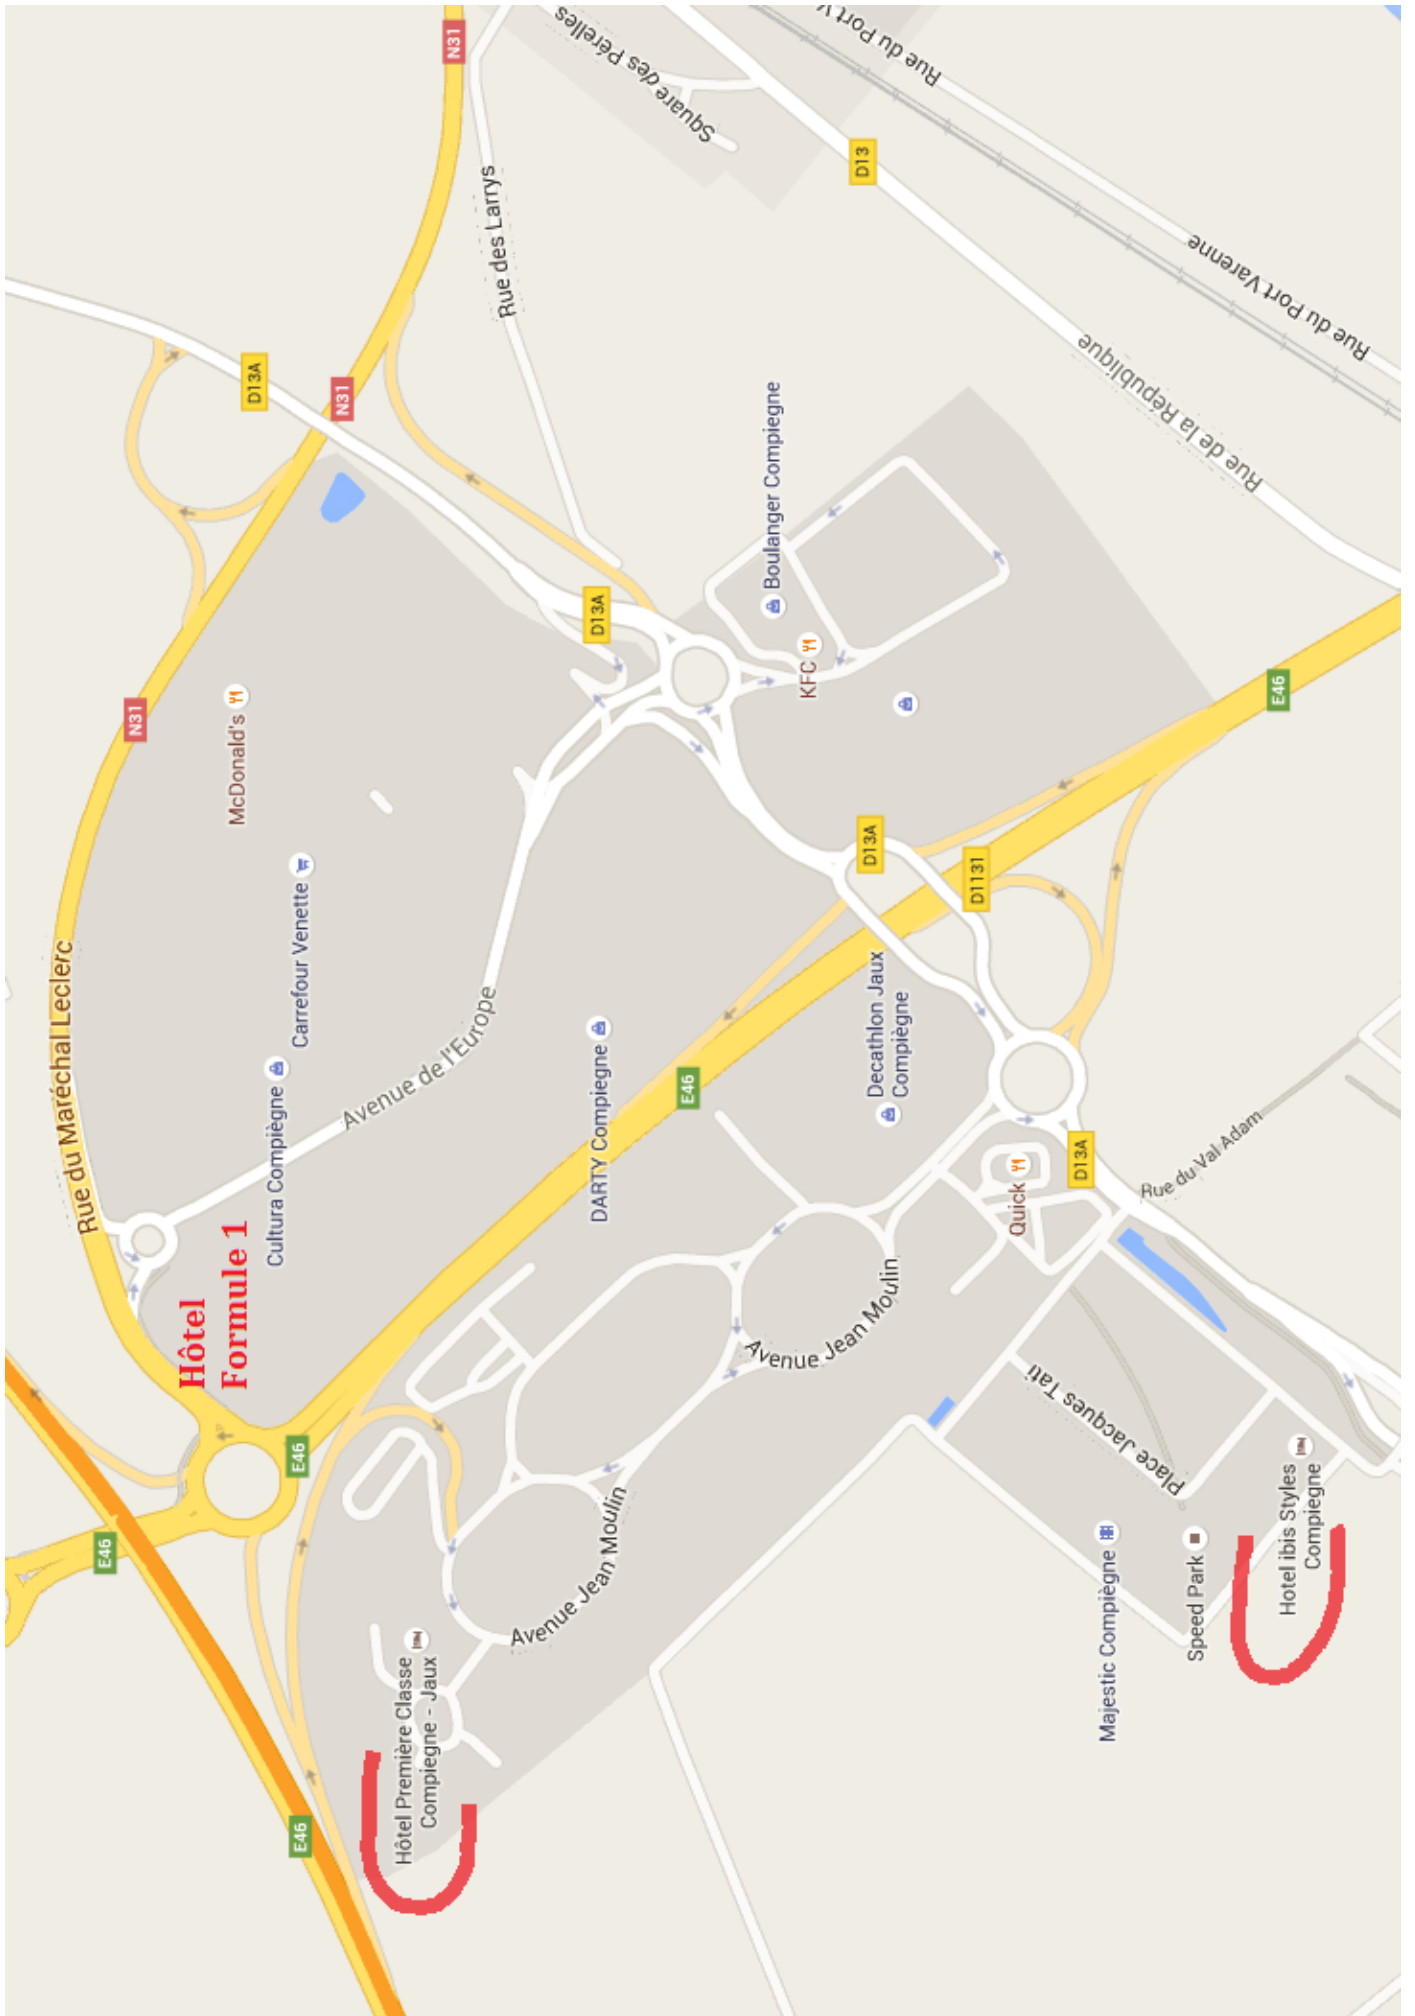 N31
Square des Pérelles
Rue du Port V
Rue du Port Varenne
D13
Rue des Larrys
D13A
N31
Rue de la République
Boulanger Compiegne
D13A
KFC
McDonald's
N31
E46
Carrefour Venette
D13A
D1131
Rue du Maréchal Leclerc
Avenue de l'Europe
Cultura Compiègne
DARTY Compiegne
E46
Decathlon Jaux
Compiègne
Quick
D13A
Rue du Val Adam
Hôtel
Formule 1
Avenue Jean Moulin
Place Jacques Tati
E46
E46
Avenue Jean Moulin
Hôtel Première Classe
Compiegne - Jaux
Majestic Compiègne
Speed Park
Hotel ibis Styles
Compiegne
E46